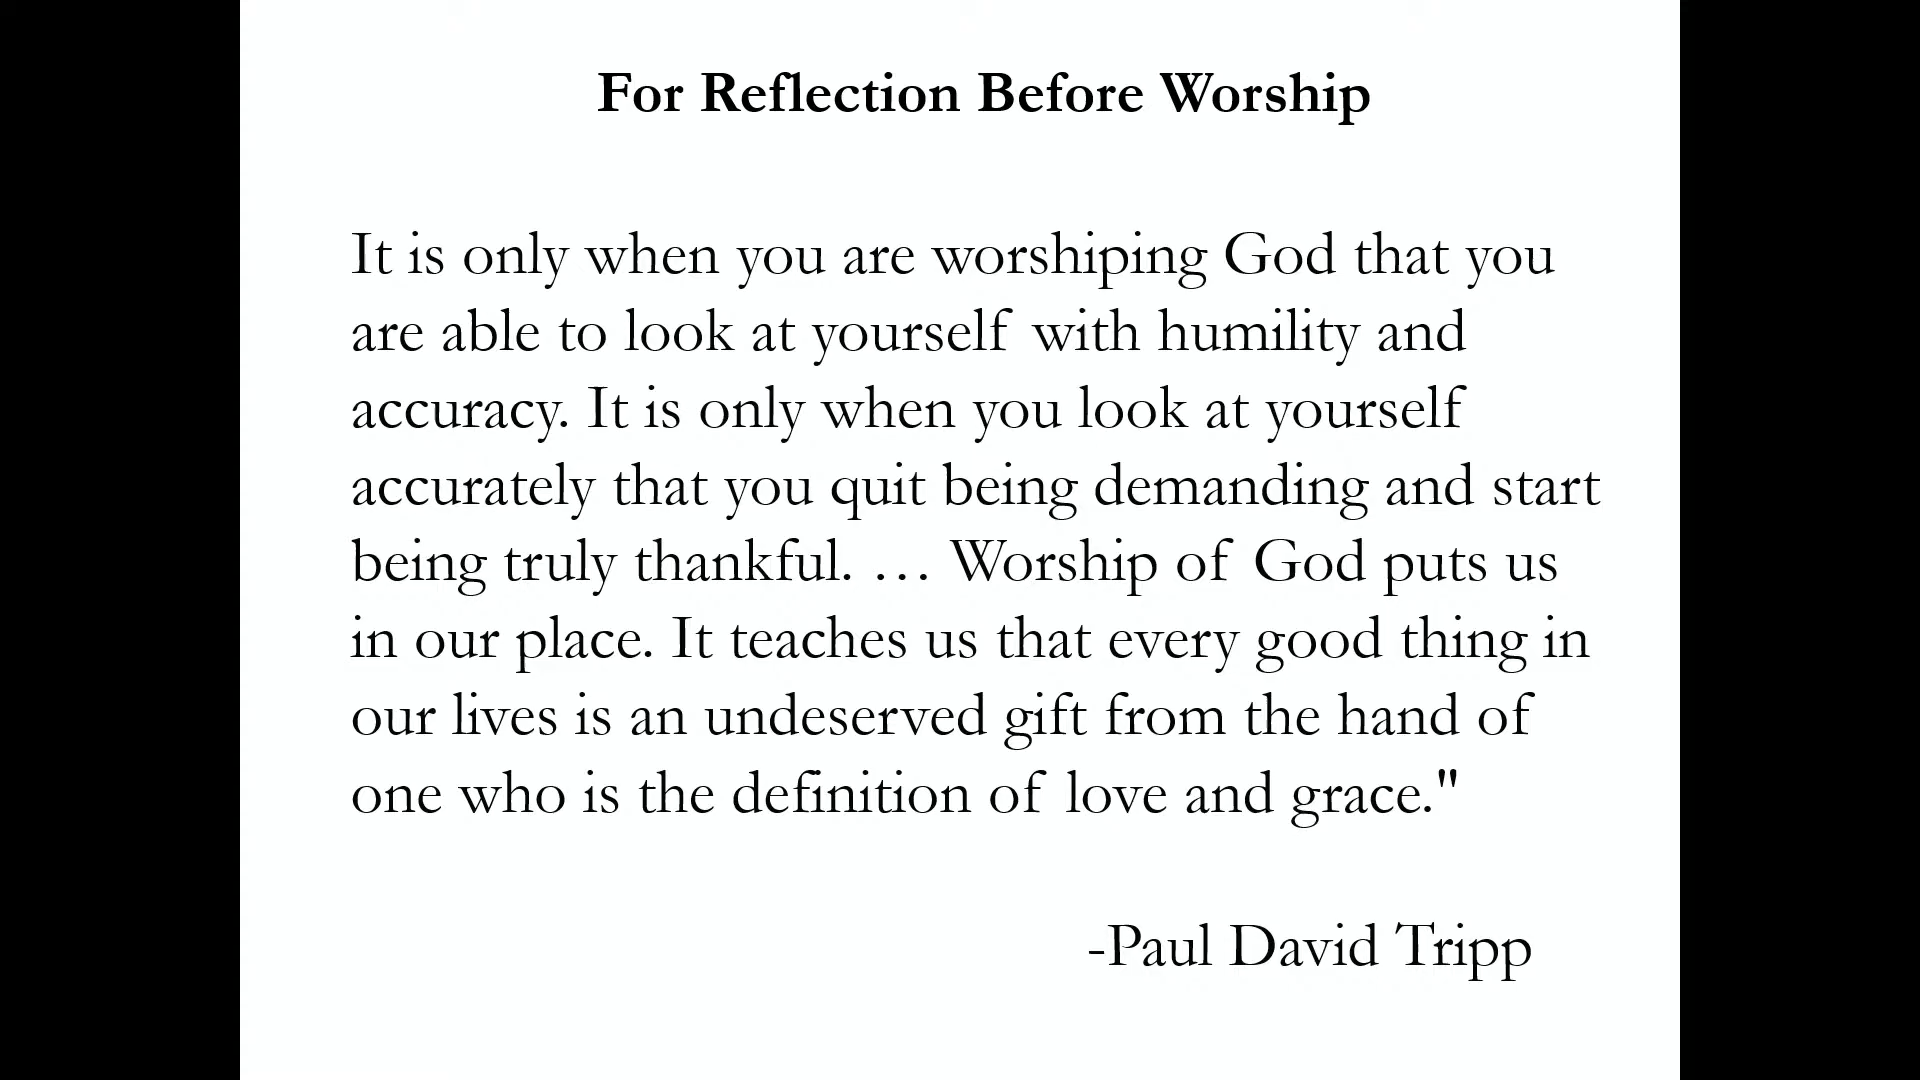 For Reflection Before Worship
It is only when you are worshiping God that you
are able to look at yourself with humility and
accuracy. It is only when you look at yourself
accurately that you quit being demanding and start
being truly thankful. … Worship of God puts us
in our place. It teaches us that every good thing in
our lives is an undeserved gift from the hand of
one who is the definition of love and grace."
-Paul David Tripp